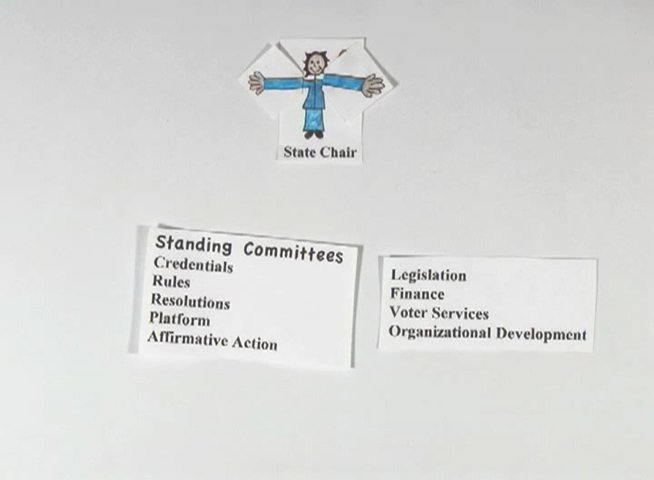 State Chair
Standing Committees
Credentials
Rules
Resolutions
Platform
Affirmative Action
Legislation
Finance
Voter Services
Organizational Development